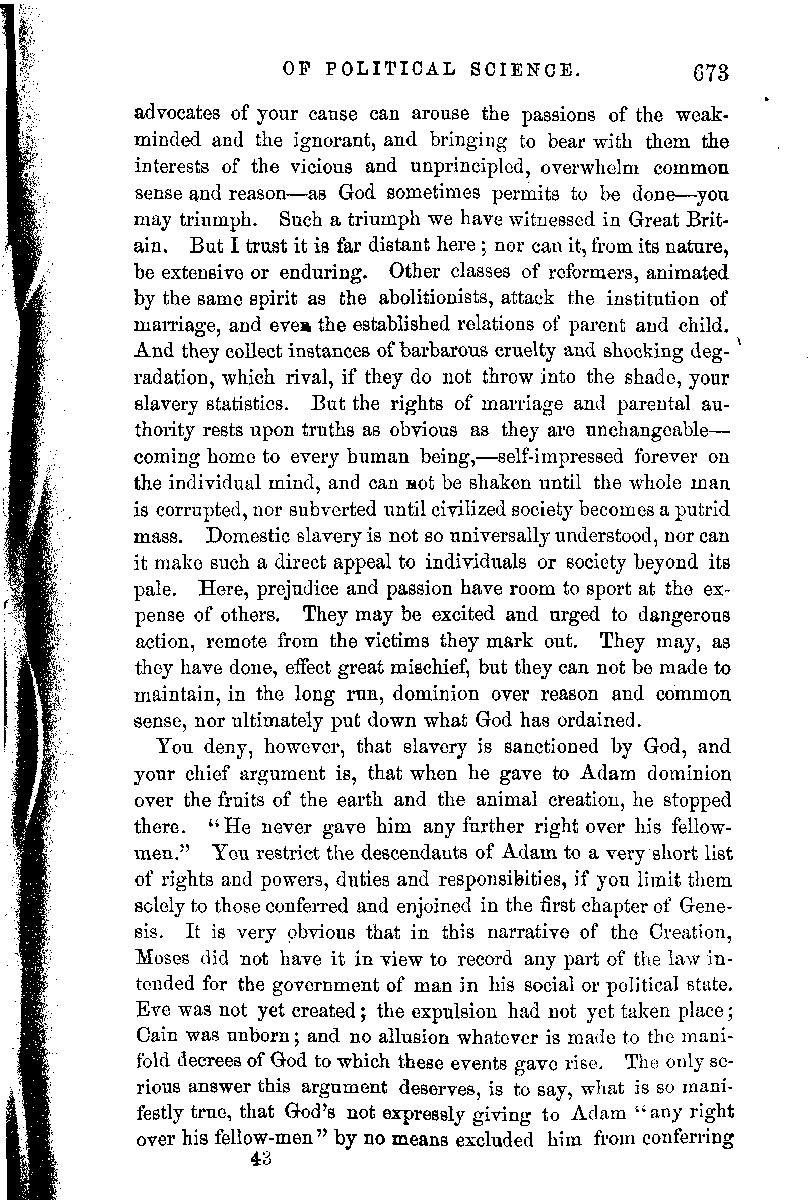 OF POLITICAL SCIENCE. 673
advocates of your cause can arouse the passions of the weak-
minded and the ignorant, and bringing to bear with them the
interests of the vicious and unprincipled, overwhelm common
sense and reason—as God sometimes permits to be done—you
may triumph. Such a triumph we have witnessed in Great Brit-
ain. But I trust it is far distant here; nor can it, from its nature,
be extensive or enduring. Other classes of reformers, animated
by the same spirit as the abolitionists, attack the institution of
marriage, and even the established relations of parent and child.
And they collect instances of barbarous cruelty and shocking deg-
radation, which rival, if they do not throw into the shade, your
slavery statistics. But the rights of marriage and parental au-
thority rests upon truths as obvious as they are unchangeable—
coming home to every human being,—self-impressed forever on
the individual mind, and can not be shaken until the whole man
is corrupted, nor subverted until civilized society becomes a putrid
mass. Domestic slavery is not so universally understood, nor can
it make such a direct appeal to individuals or society beyond its
pale. Here, prejudice and passion have room to sport at the ex-
pense of others. They may be excited and urged to dangerous
action, remote from the victims they mark out. They may, as
they have done, effect great mischief, but they can not be made to
maintain, in the long run, dominion over reason and common
sense, nor ultimately put down what God has ordained.
You deny, however, that slavery is sanctioned by God, and
your chief argument is, that when he gave to Adam dominion
over the fruits of the earth and the animal creation, he stopped
there. "He never gave him any further right over his fellow-
men." You restrict the descendants of Adam to a very short list
of rights and powers, duties and responsibities, if you limit them
solely to those conferred and enjoined in the first chapter of Gene-
sis. It is very obvious that in this narrative of the Creation,
Moses did not have it in view to record any part of the law in-
tended for the government of man in his social or political state.
Eve was not yet created; the expulsion had not yet taken place;
Cain was unborn; and no allusion whatever is made to the mani-
fold decrees of God to which these events gave rise. The only se-
rious answer this argument deserves, is to say, what is so mani-
festly true, that God's not expressly giving to Adam "any right
over his fellow-men" by no means excluded him from conferring
43